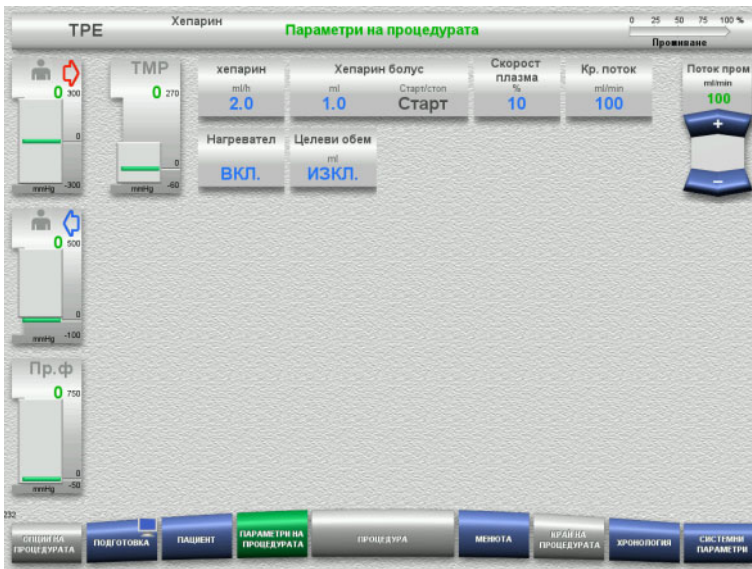 TPE Хепарин Параметри на процедурата 0 25 50 75 100 %
Промиване
0 300
0
mmHg -300
TMP
0 270
0
mmHg -60
хепарин
ml/h
2.0
Хепарин болус
ml Старт/стоп
1.0 Старт
Скорост
плазма
%
10
Кр. поток
ml/min
100
Поток пром
ml/min
100
+
–
Нагревател
ВКЛ.
Целеви обем
ml
ИЗКЛ.
0 500
0
mmHg -100
Пр.ф
0 750
0
mmHg -50
232
ОПЦИИ НА
ПРОЦЕДУРАТА
ПОДГОТОВКА
ПАЦИЕНТ
ПАРАМЕТРИ НА
ПРОЦЕДУРАТА
ПРОЦЕДУРА
МЕНЮТА
КРАЙ НА
ПРОЦЕДУРАТА
ХРОНОЛОГИЯ
СИСТЕМНИ
ПАРАМЕТРИ